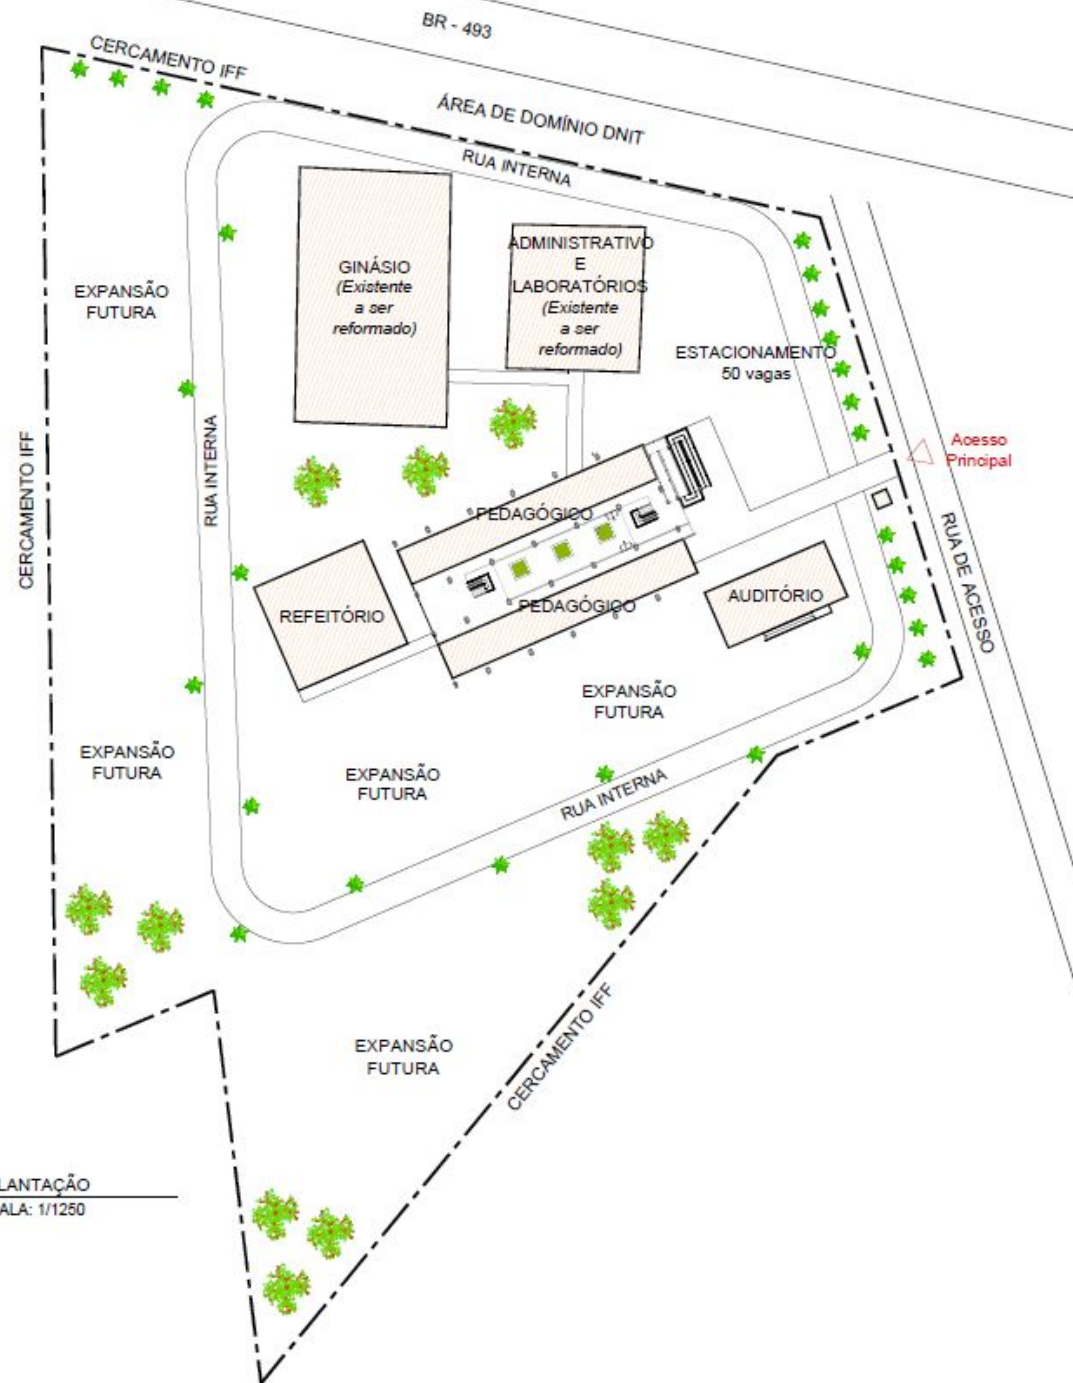 BR - 493
CERCAMENTO IFF
ÁREA DE DOMÍNIO DNIT
RUA INTERNA
GINÁSIO
(Existente
a ser
reformado)
ADMINISTRATIVO
E
LABORATÓRIOS
(Existente
a ser
reformado)
EXPANSÃO
FUTURA
ESTACIONAMENTO
50 vagas
Acesso
Principal
CERCAMENTO IFF
RUA INTERNA
PEDAGÓGICO
RUA DE ACESSO
REFEITÓRIO
PEDAGÓGICO
AUDITÓRIO
EXPANSÃO
FUTURA
EXPANSÃO
FUTURA
EXPANSÃO
FUTURA
RUA INTERNA
EXPANSÃO
FUTURA
CERCAMENTO IFF
LANTAÇÃO
ALA: 1/1250